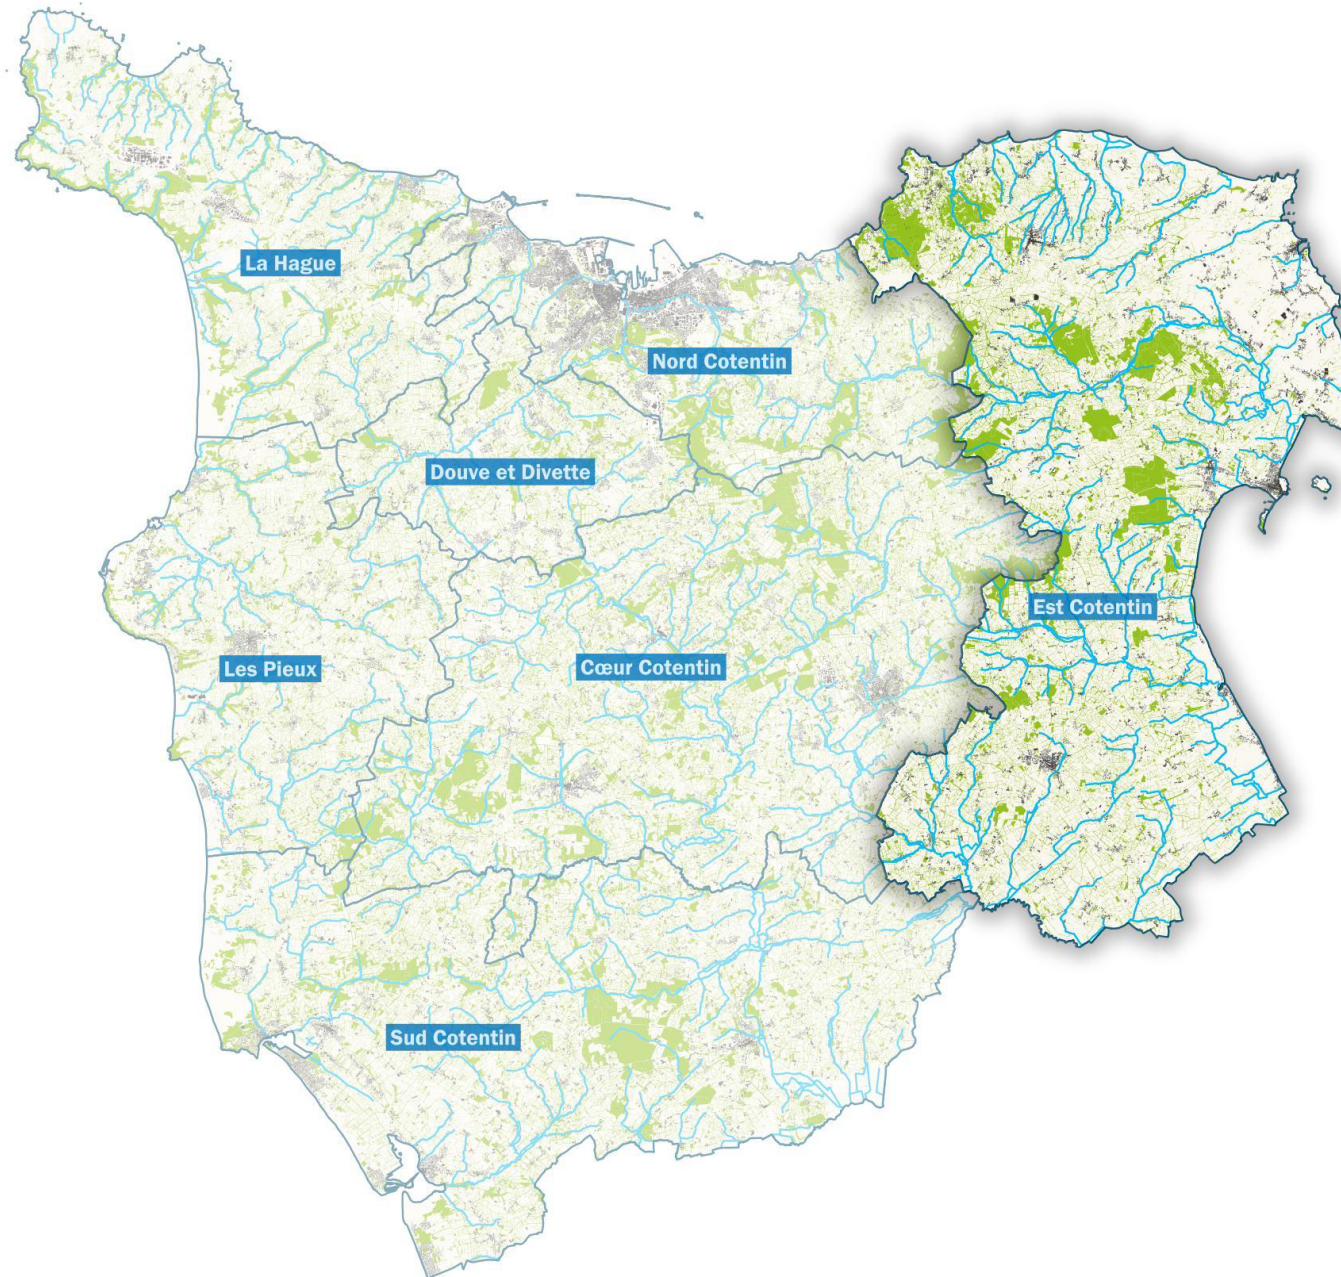 La Hague
Nord Cotentin
Douve et Divette
Est Cotentin
Les Pieux
Cœur Cotentin
Sud Cotentin